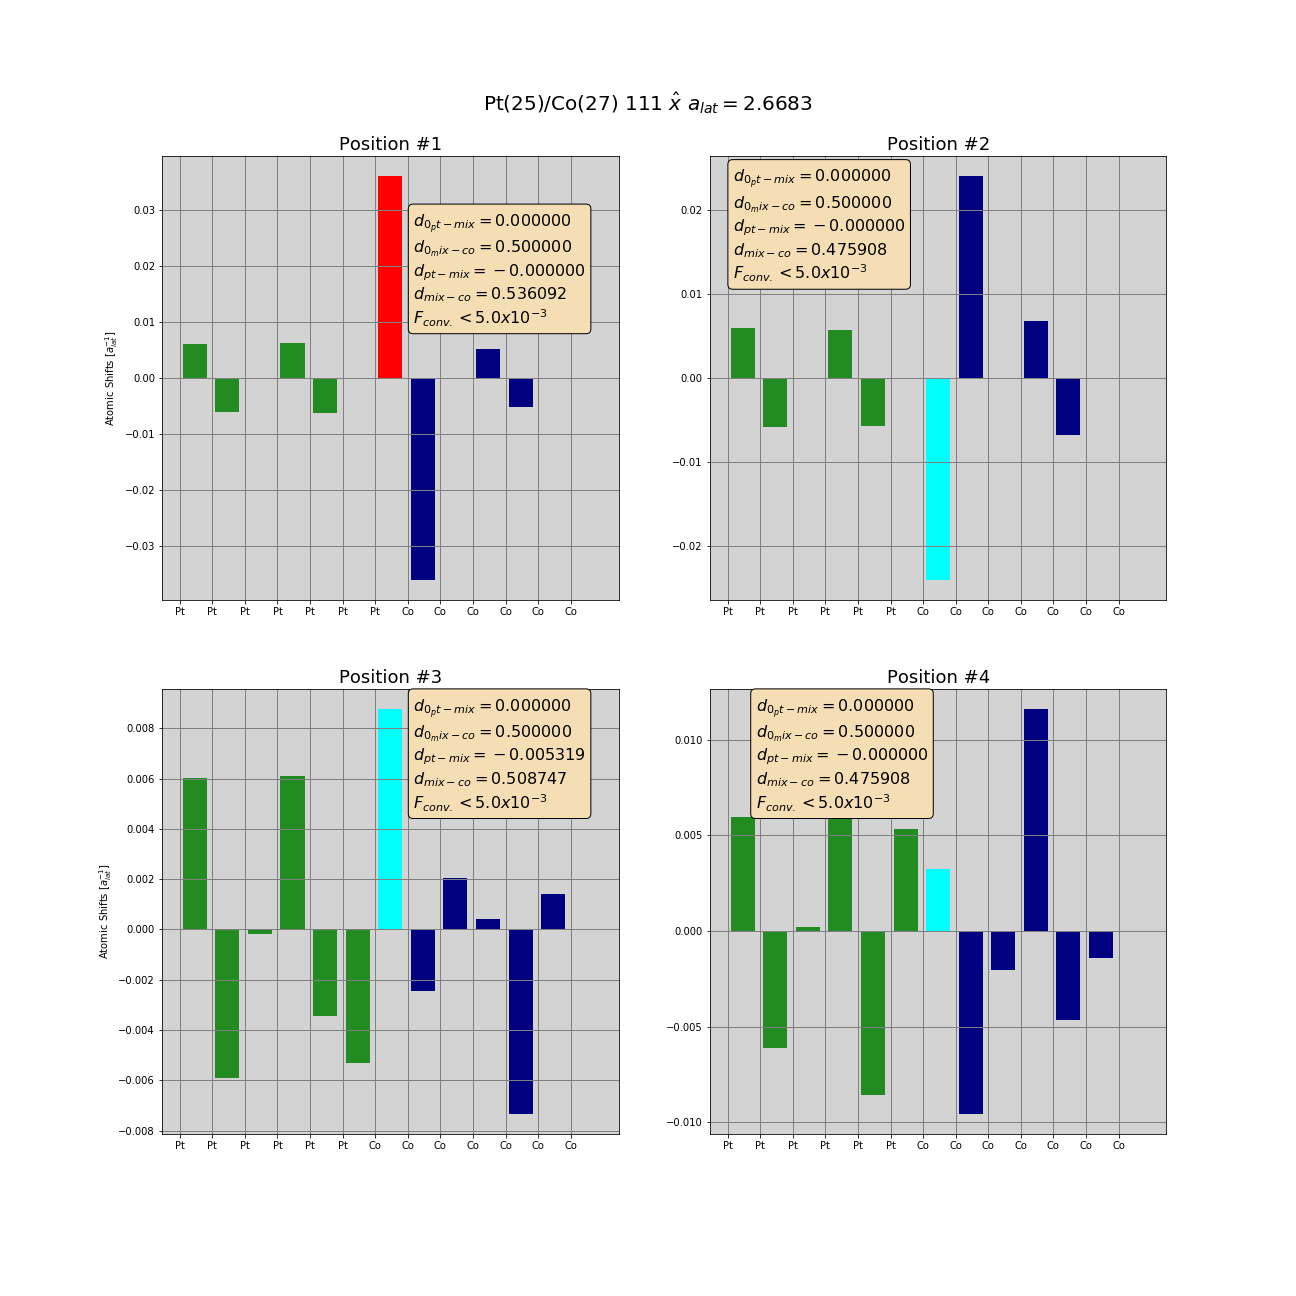 Pt(25)/Co(27) 111 x̂ a_lat = 2.6683
Position #1
0.03
0.02
0.01
0.00
−0.01
−0.02
−0.03
Atomic Shifts [a_lat^−1]
d_0_pt−mix = 0.000000
d_0_mix−co = 0.500000
d_pt−mix = −0.000000
d_mix−co = 0.536092
F_conv. < 5.0x10^−3
Pt Pt Pt Pt Pt Pt Pt Co Co Co Co Co Co
Position #2
0.02
0.01
0.00
−0.01
−0.02
d_0_pt−mix = 0.000000
d_0_mix−co = 0.500000
d_pt−mix = −0.000000
d_mix−co = 0.475908
F_conv. < 5.0x10^−3
Pt Pt Pt Pt Pt Pt Co Co Co Co Co Co Co
Position #3
0.008
0.006
0.004
0.002
0.000
−0.002
−0.004
−0.006
−0.008
Atomic Shifts [a_lat^−1]
d_0_pt−mix = 0.000000
d_0_mix−co = 0.500000
d_pt−mix = −0.005319
d_mix−co = 0.508747
F_conv. < 5.0x10^−3
Pt Pt Pt Pt Pt Pt Co Co Co Co Co Co Co
Position #4
0.010
0.005
0.000
−0.005
−0.010
d_0_pt−mix = 0.000000
d_0_mix−co = 0.500000
d_pt−mix = −0.000000
d_mix−co = 0.475908
F_conv. < 5.0x10^−3
Pt Pt Pt Pt Pt Pt Co Co Co Co Co Co Co